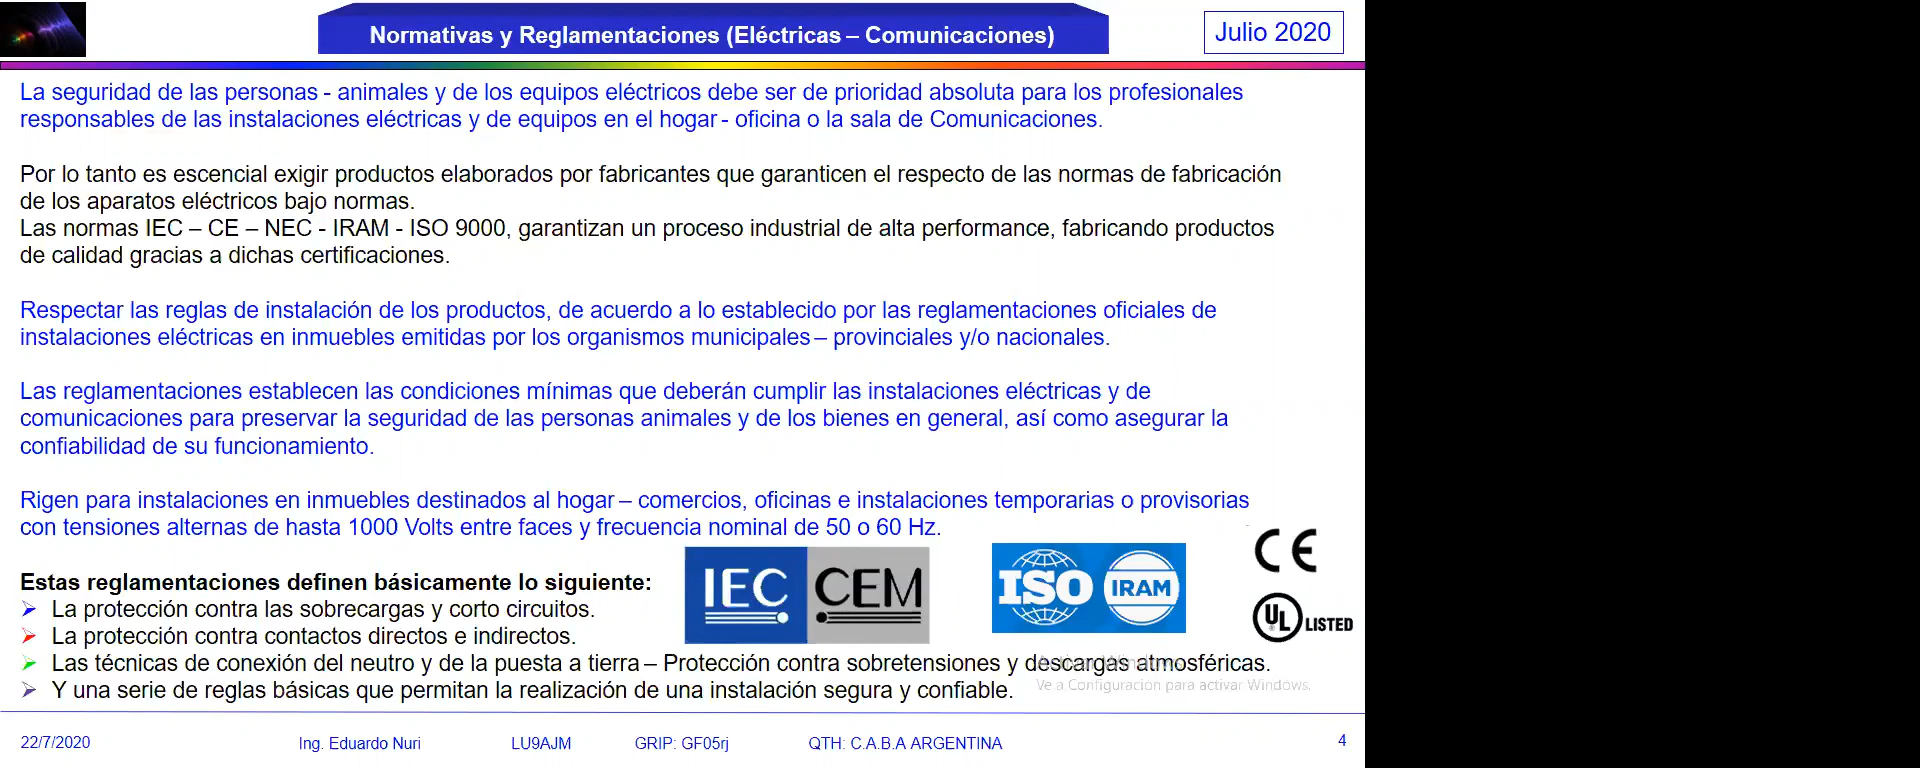 Normativas y Reglamentaciones (Eléctricas – Comunicaciones)
Julio 2020
La seguridad de las personas - animales y de los equipos eléctricos debe ser de prioridad absoluta para los profesionales
responsables de las instalaciones eléctricas y de equipos en el hogar - oficina o la sala de Comunicaciones.
Por lo tanto es escencial exigir productos elaborados por fabricantes que garanticen el respecto de las normas de fabricación
de los aparatos eléctricos bajo normas.
Las normas IEC – CE – NEC - IRAM - ISO 9000, garantizan un proceso industrial de alta performance, fabricando productos
de calidad gracias a dichas certificaciones.
Respectar las reglas de instalación de los productos, de acuerdo a lo establecido por las reglamentaciones oficiales de
instalaciones eléctricas en inmuebles emitidas por los organismos municipales – provinciales y/o nacionales.
Las reglamentaciones establecen las condiciones mínimas que deberán cumplir las instalaciones eléctricas y de
comunicaciones para preservar la seguridad de las personas animales y de los bienes en general, así como asegurar la
confiabilidad de su funcionamiento.
Rigen para instalaciones en inmuebles destinados al hogar – comercios, oficinas e instalaciones temporarias o provisorias
con tensiones alternas de hasta 1000 Volts entre faces y frecuencia nominal de 50 o 60 Hz.
CE
IEC CEM
ISO IRAM
UL LISTED
Estas reglamentaciones definen básicamente lo siguiente:
La protección contra las sobrecargas y corto circuitos.
La protección contra contactos directos e indirectos.
Las técnicas de conexión del neutro y de la puesta a tierra – Protección contra sobretensiones y descargas atmosféricas.
Y una serie de reglas básicas que permitan la realización de una instalación segura y confiable.
Activar Windows
Ve a Configuración para activar Windows.
22/7/2020
Ing. Eduardo Nuri
LU9AJM
GRIP: GF05rj
QTH: C.A.B.A ARGENTINA
4